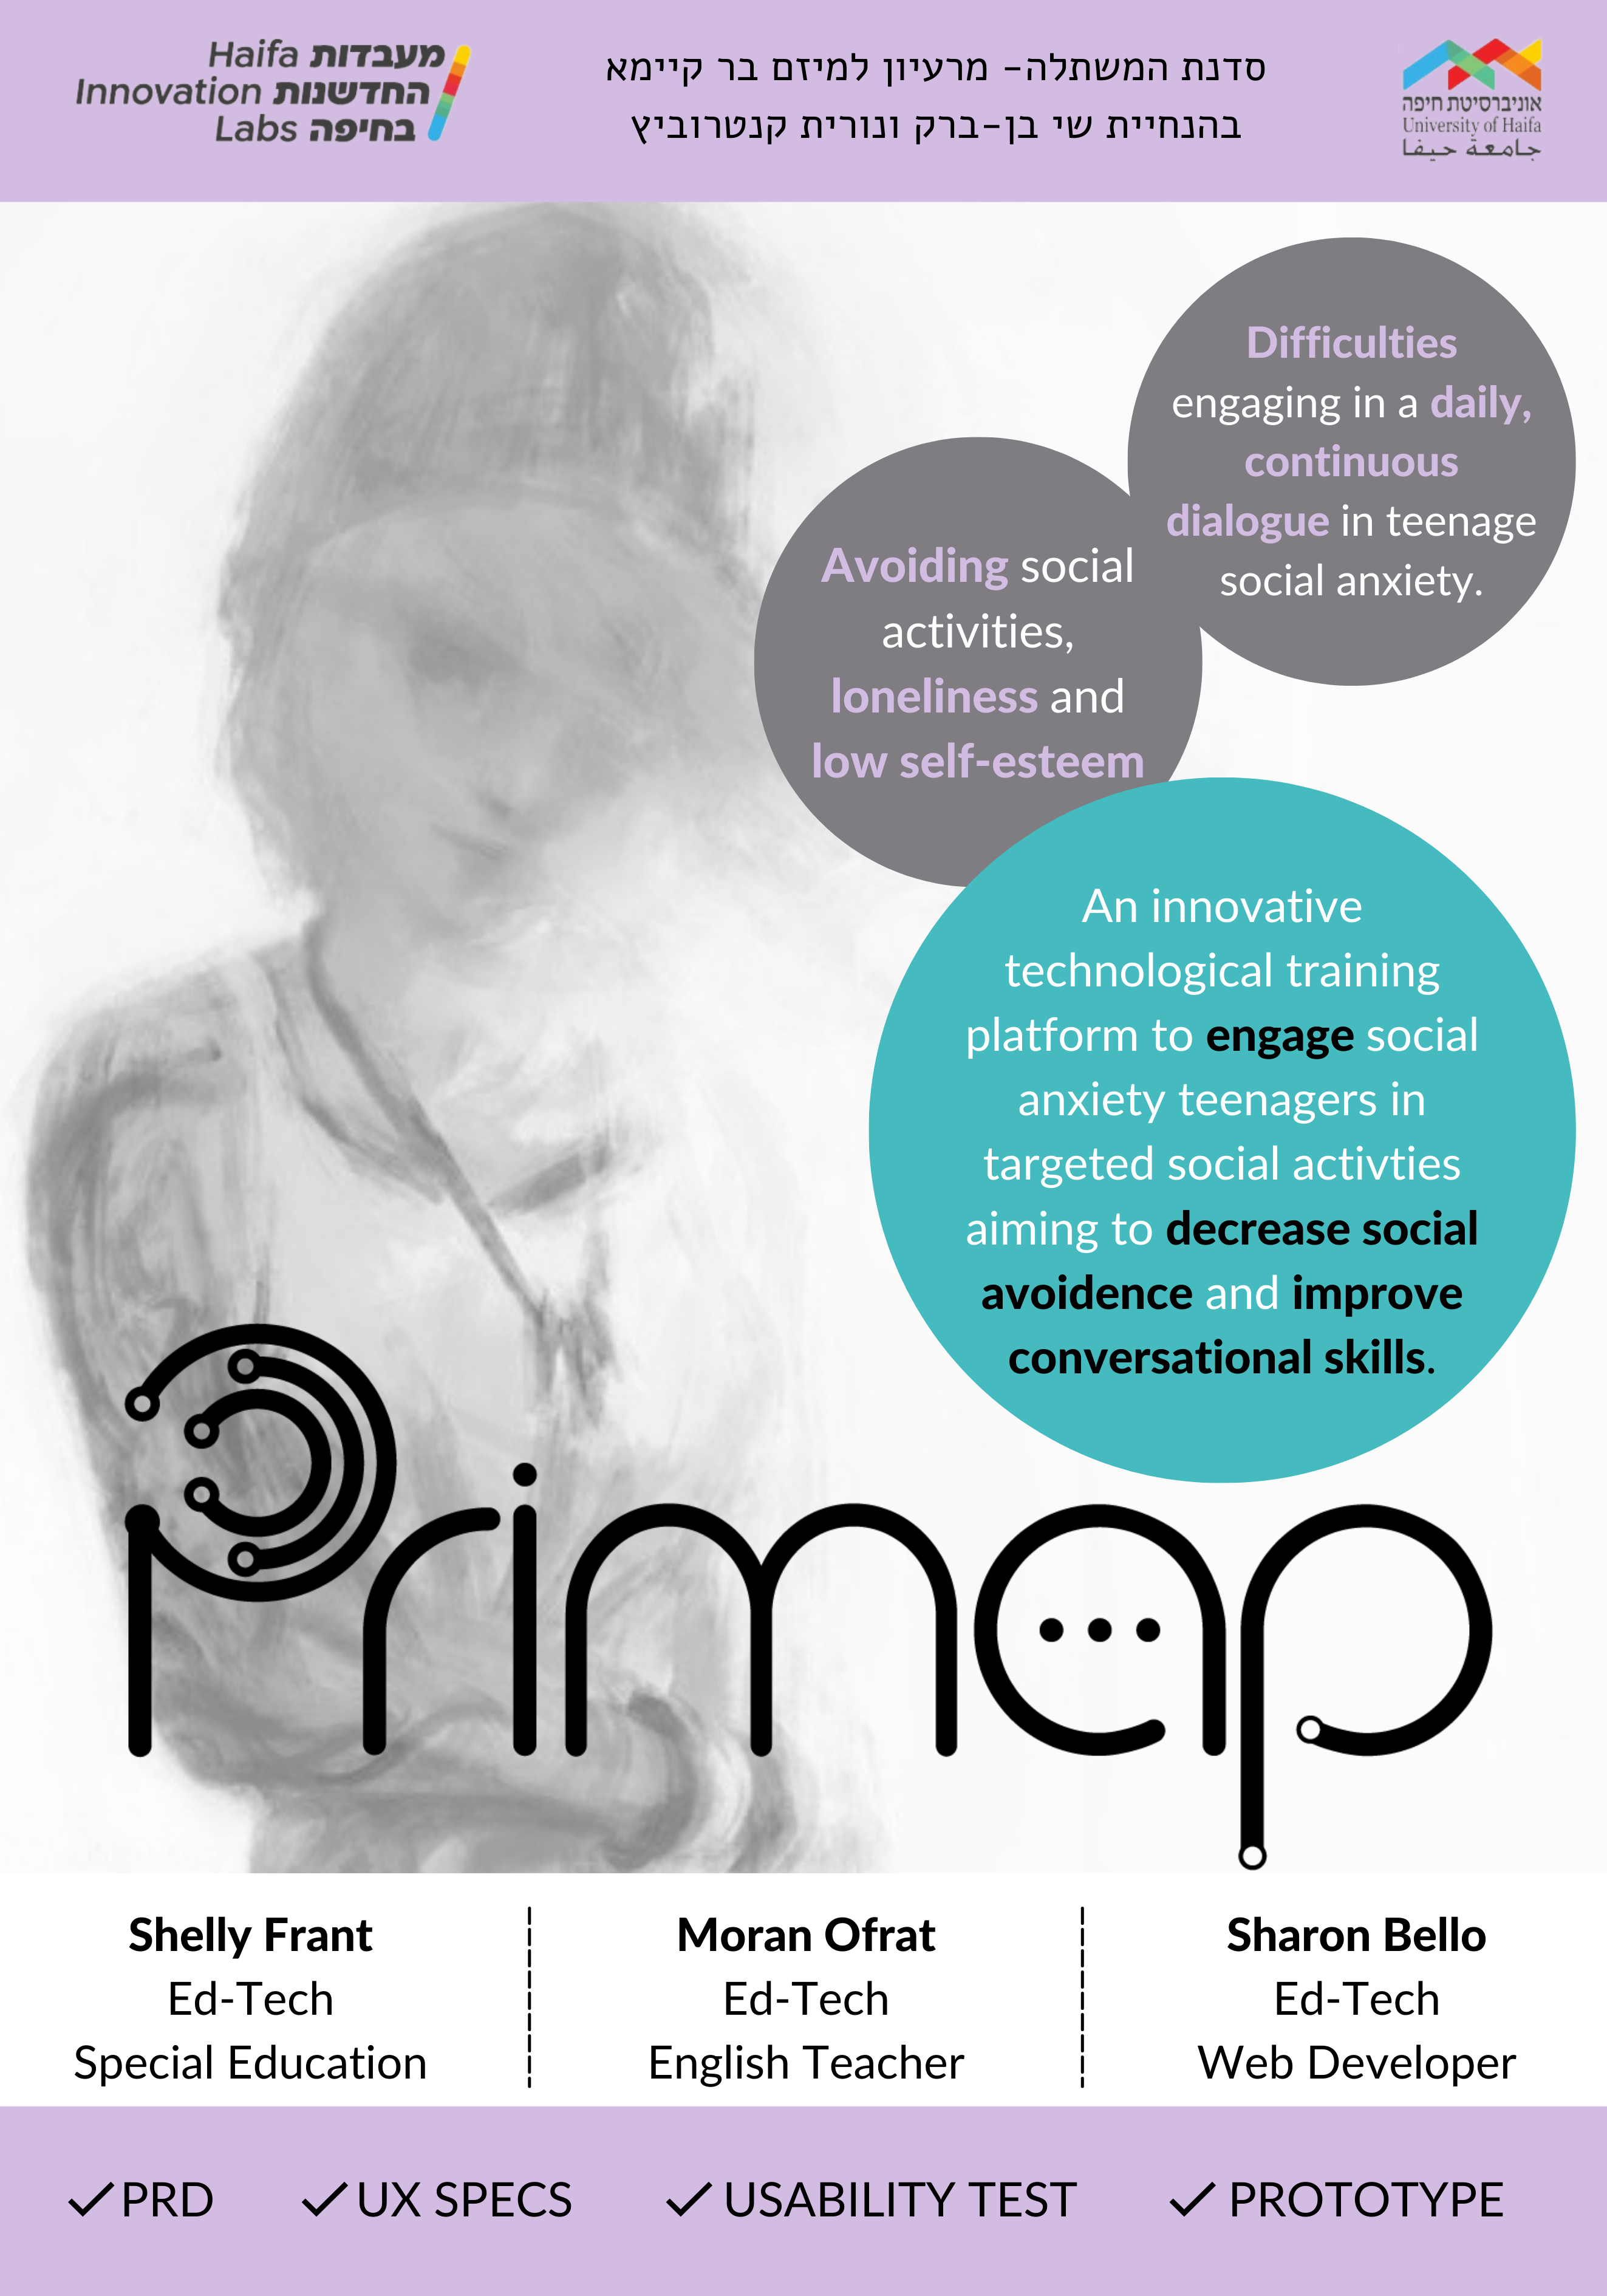 Haifa מעבדות
Innovation החדשנות
Labs בחיפה
סדנת המשתלה- מרעיון למיזם בר קיימא
בהנחיית שי בן-ברק ונורית קנטרוביץ
אוניברסיטת חיפה
University of Haifa
جامعة حيفا
Difficulties
engaging in a daily,
continuous
dialogue in teenage
social anxiety.
Avoiding social
activities,
loneliness and
low self-esteem
An innovative
technological training
platform to engage social
anxiety teenagers in
targeted social activties
aiming to decrease social
avoidence and improve
conversational skills.
Primap
Shelly Frant
Ed-Tech
Special Education
Moran Ofrat
Ed-Tech
English Teacher
Sharon Bello
Ed-Tech
Web Developer
✓PRD ✓UX SPECS ✓USABILITY TEST ✓PROTOTYPE